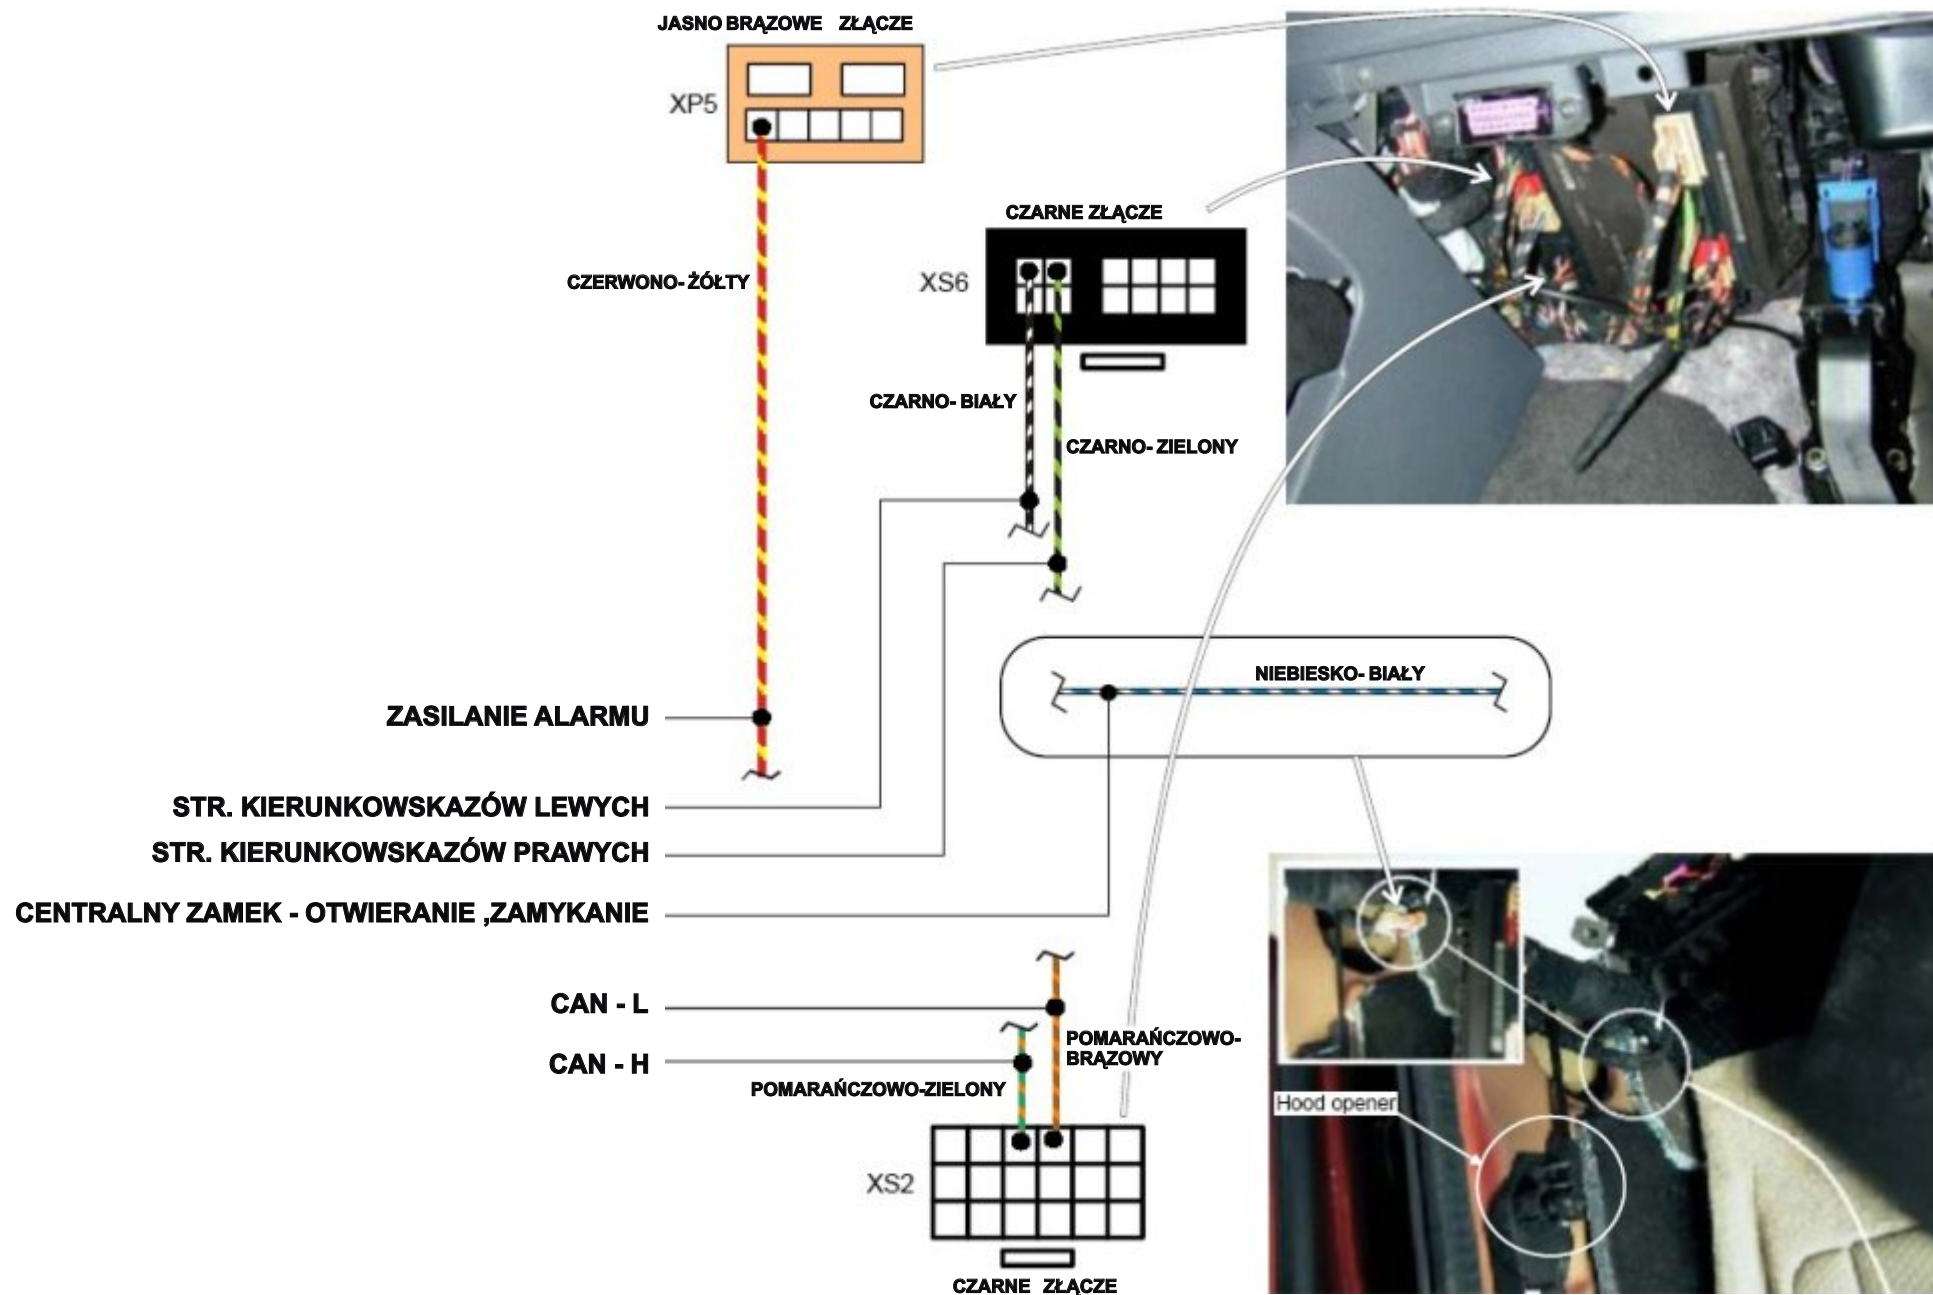 JASNO BRĄZOWE ZŁĄCZE
XP5
CZARNE ZŁĄCZE
XS6
CZERWONO- ŻÓŁTY
CZARNO- BIAŁY
CZARNO- ZIELONY
NIEBIESKO- BIAŁY
ZASILANIE ALARMU
STR. KIERUNKOWSKAZÓW LEWYCH
STR. KIERUNKOWSKAZÓW PRAWYCH
CENTRALNY ZAMEK - OTWIERANIE ,ZAMYKANIE
CAN - L
CAN - H
POMARAŃCZOWO-
BRĄZOWY
POMARAŃCZOWO-ZIELONY
Hood opener
XS2
CZARNE ZŁĄCZE